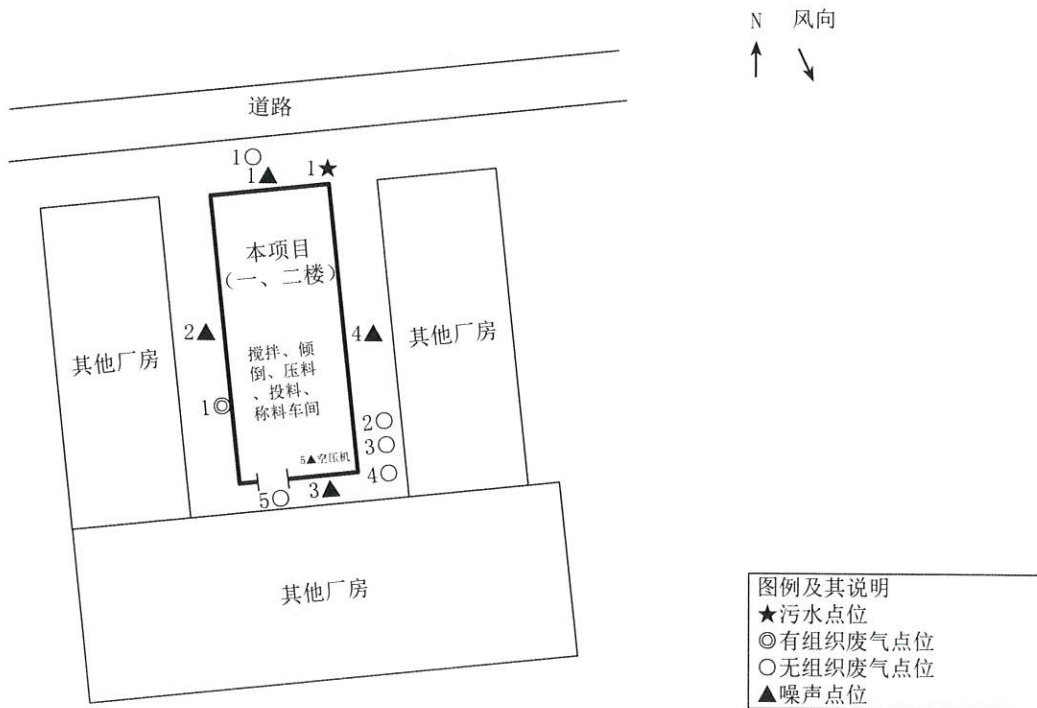 N 风向
道路
1○
1▲
1★
本项目
（一、二楼）
其他厂房
2▲
4▲
其他厂房
搅拌、倾
倒、压料
、投料、
称料车间
1◎
2○
3○
4○
5▲空压机
5○
3▲
其他厂房
图例及其说明
★污水点位
◎有组织废气点位
○无组织废气点位
▲噪声点位